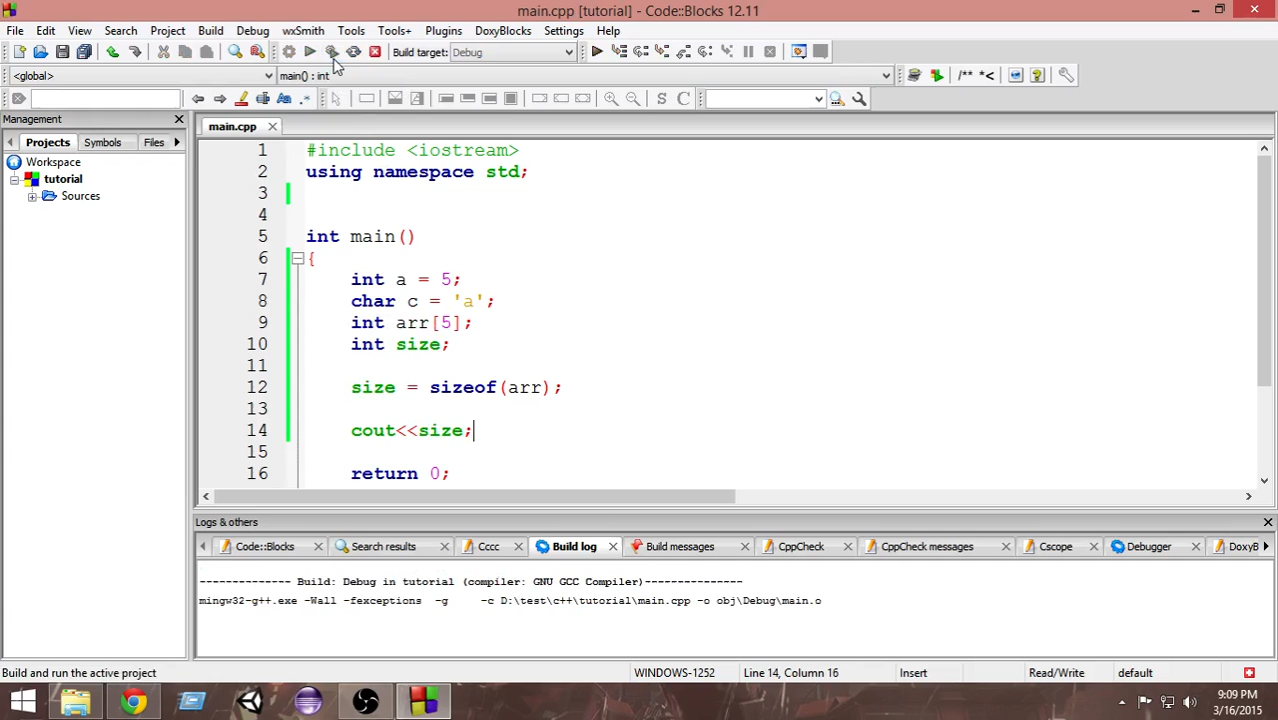 main.cpp [tutorial] - Code::Blocks 12.11
File Edit View Search Project Build Debug wxSmith Tools Tools+ Plugins DoxyBlocks Settings Help
Build target: Debug
<global> main() : int
/** *<
S C
Management
Projects Symbols Files
Workspace
tutorial
Sources
main.cpp
1 #include <iostream>
2 using namespace std;
3
4
5 int main()
6 {
7 int a = 5;
8 char c = 'a';
9 int arr[5];
10 int size;
11
12 size = sizeof(arr);
13
14 cout<<size;
15
16 return 0;
Logs & others
Code::Blocks Search results Cccc Build log Build messages CppCheck CppCheck messages Cscope Debugger DoxyB
-------------- Build: Debug in tutorial (compiler: GNU GCC Compiler)---------------
mingw32-g++.exe -Wall -fexceptions -g -c D:\test\c++\tutorial\main.cpp -o obj\Debug\main.o
Build and run the active project WINDOWS-1252 Line 14, Column 16 Insert Read/Write default
9:09 PM
3/16/2015